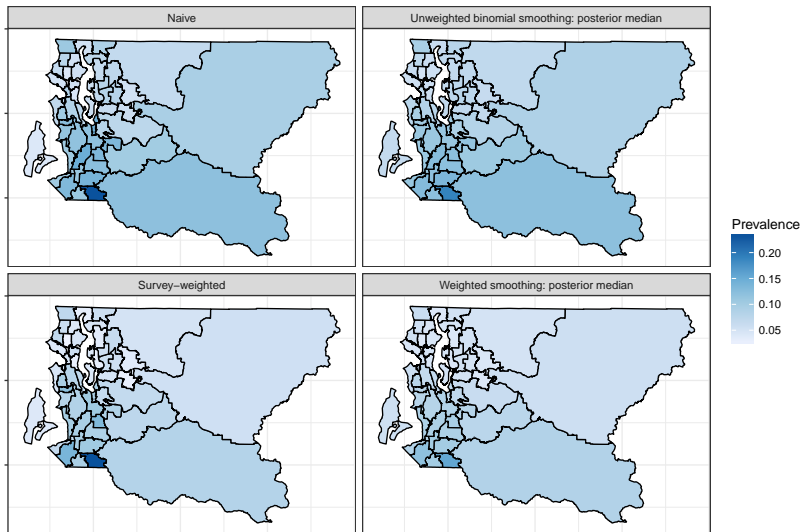 Naive
Unweighted binomial smoothing: posterior median
Survey−weighted
Weighted smoothing: posterior median
Prevalence
0.20
0.15
0.10
0.05